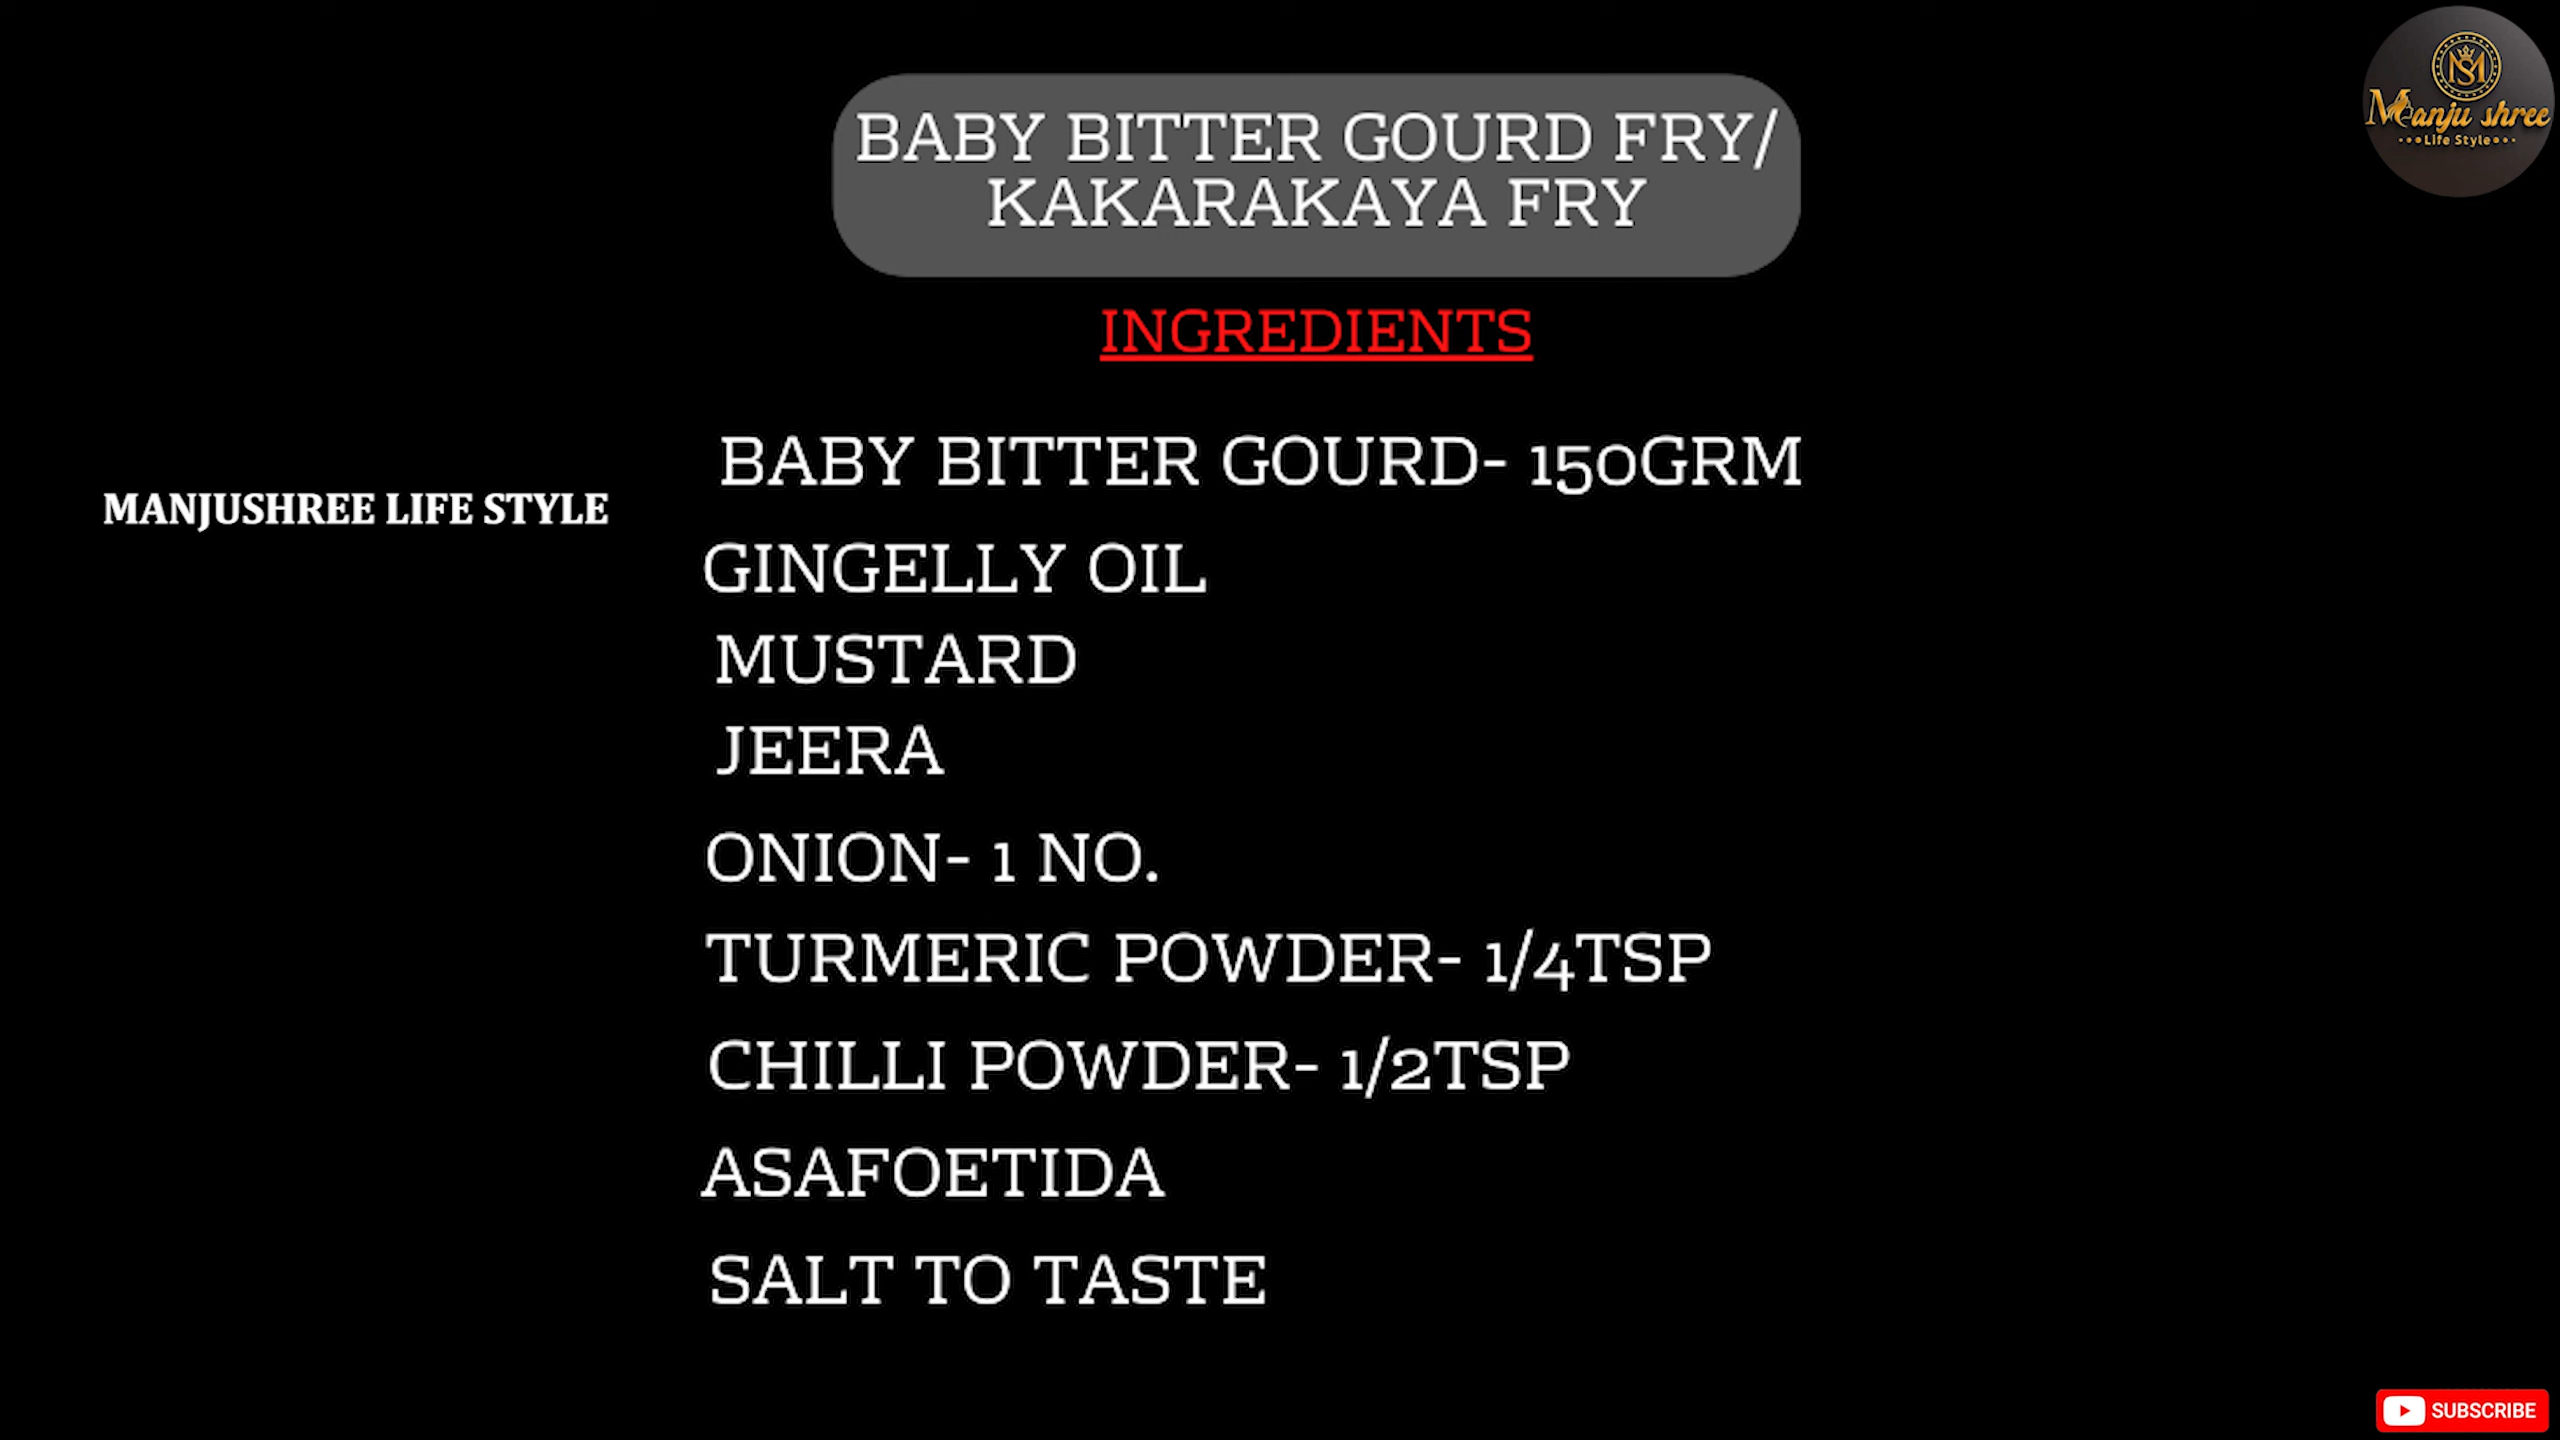 MS
Manju shree
Life Style
BABY BITTER GOURD FRY/
KAKARAKAYA FRY
INGREDIENTS
MANJUSHREE LIFE STYLE
BABY BITTER GOURD- 150GRM
GINGELLY OIL
MUSTARD
JEERA
ONION- 1 NO.
TURMERIC POWDER- 1/4TSP
CHILLI POWDER- 1/2TSP
ASAFOETIDA
SALT TO TASTE
SUBSCRIBE